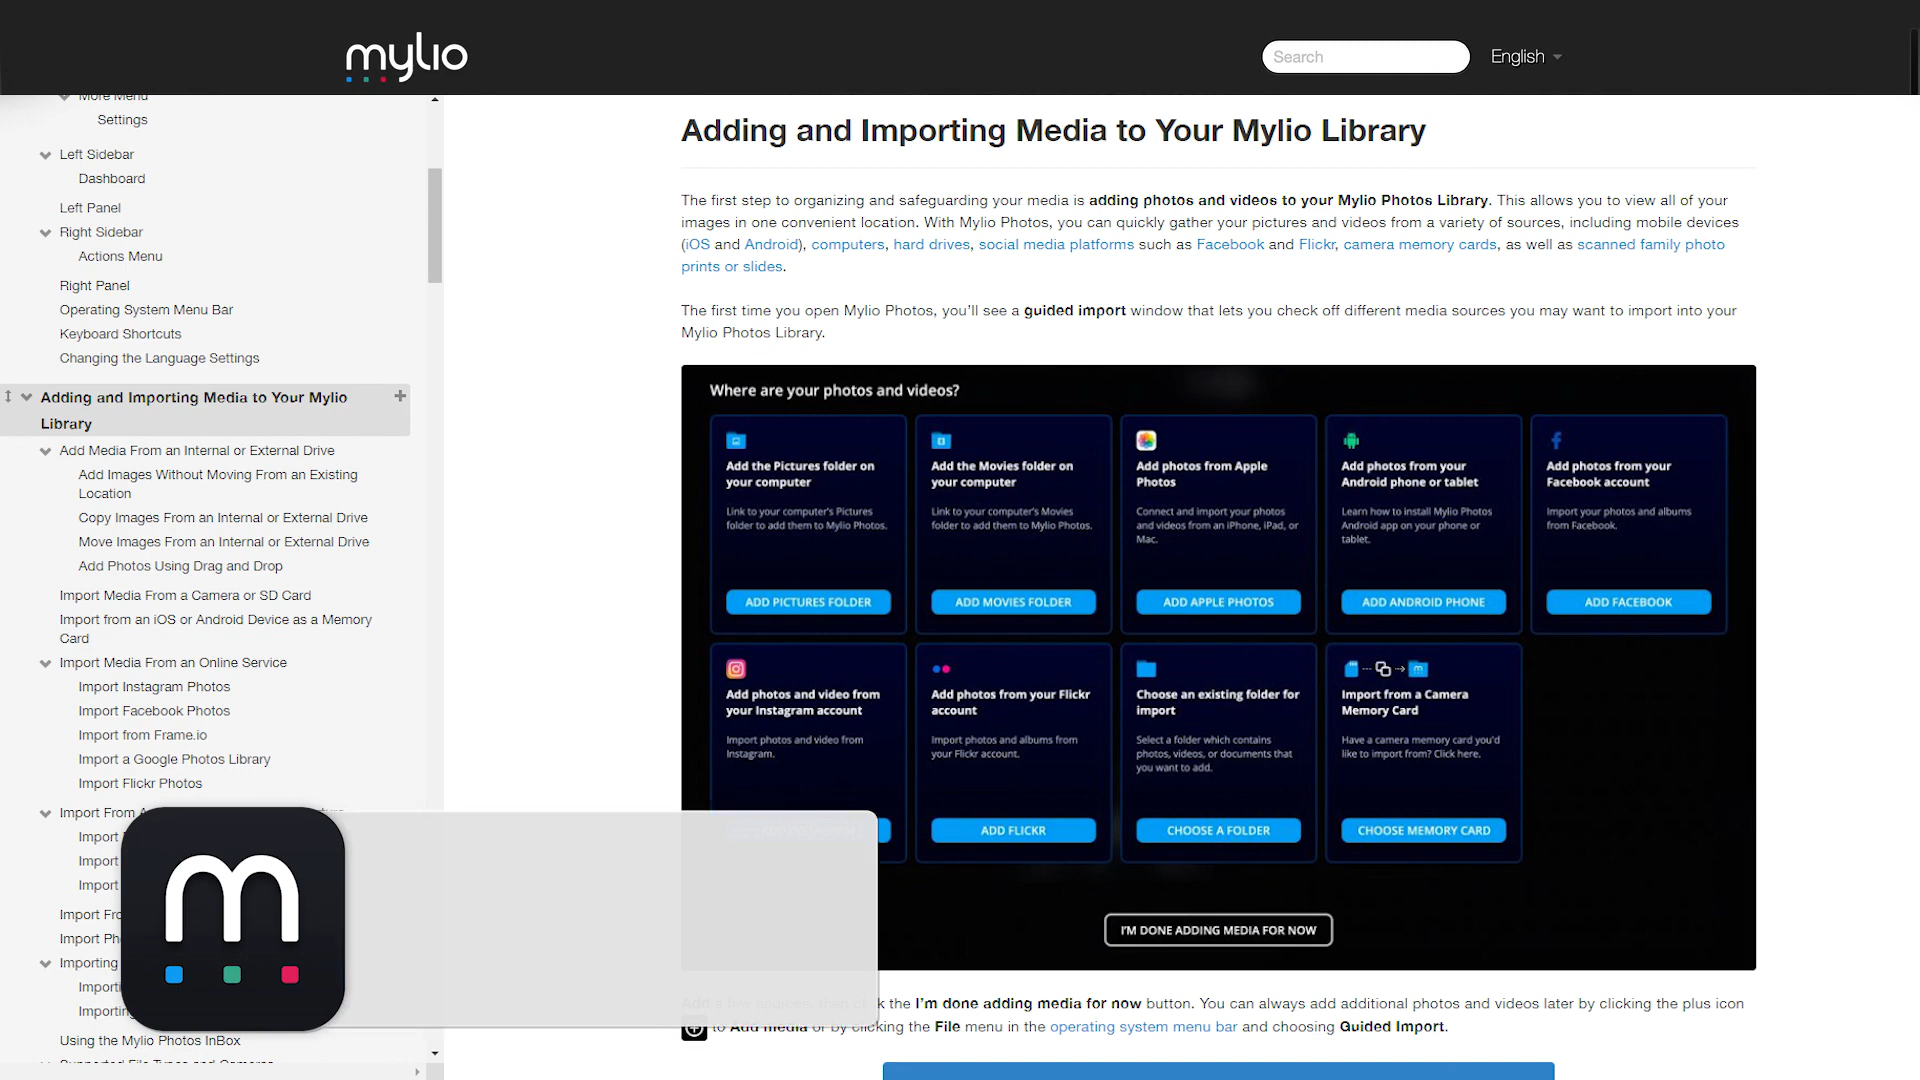 mylio
Search
English
More Menu
Settings
Left Sidebar
Dashboard
Left Panel
Right Sidebar
Actions Menu
Right Panel
Operating System Menu Bar
Keyboard Shortcuts
Changing the Language Settings
Adding and Importing Media to Your Mylio
Library
Add Media From an Internal or External Drive
Add Images Without Moving From an Existing
Location
Copy Images From an Internal or External Drive
Move Images From an Internal or External Drive
Add Photos Using Drag and Drop
Import Media From a Camera or SD Card
Import from an iOS or Android Device as a Memory
Card
Import Media From an Online Service
Import Instagram Photos
Import Facebook Photos
Import from Frame.io
Import a Google Photos Library
Import Flickr Photos
Import From
Import
Import
Import
Import
Import
Importing
Using the Mylio Photos InBox
Supported File Types and Cameras
m
Adding and Importing Media to Your Mylio Library
The first step to organizing and safeguarding your media is adding photos and videos to your Mylio Photos Library. This allows you to view all of your
images in one convenient location. With Mylio Photos, you can quickly gather your pictures and videos from a variety of sources, including mobile devices
(iOS and Android), computers, hard drives, social media platforms such as Facebook and Flickr, camera memory cards, as well as scanned family photo
prints or slides.
The first time you open Mylio Photos, you'll see a guided import window that lets you check off different media sources you may want to import into your
Mylio Photos Library.
Where are your photos and videos?
Add the Pictures folder on
your computer
Link to your computer's Pictures
folder to add them to Mylio Photos.
ADD PICTURES FOLDER
Add the Movies folder on
your computer
Link to your computer's Movies
folder to add them to Mylio Photos.
ADD MOVIES FOLDER
Add photos from Apple
Photos
Connect and import your photos
and videos from an iPhone, iPad, or
Mac.
ADD APPLE PHOTOS
Add photos from your
Android phone or tablet
Learn how to install Mylio Photos
Android app on your phone or
tablet.
ADD ANDROID PHONE
Add photos from your
Facebook account
Import your photos and albums
from Facebook.
ADD FACEBOOK
Add photos and video from
your Instagram account
Import photos and video from
Instagram.
Add photos from your Flickr
account
Import photos and albums from
your Flickr account.
ADD FLICKR
Choose an existing folder for
import
Select a folder which contains
photos, videos, or documents that
you want to add.
CHOOSE A FOLDER
Import from a Camera
Memory Card
Have a camera memory card you'd
like to import from? Click here.
CHOOSE MEMORY CARD
I'M DONE ADDING MEDIA FOR NOW
the I'm done adding media for now button. You can always add additional photos and videos later by clicking the plus icon
to Add media or by clicking the File menu in the operating system menu bar and choosing Guided Import.